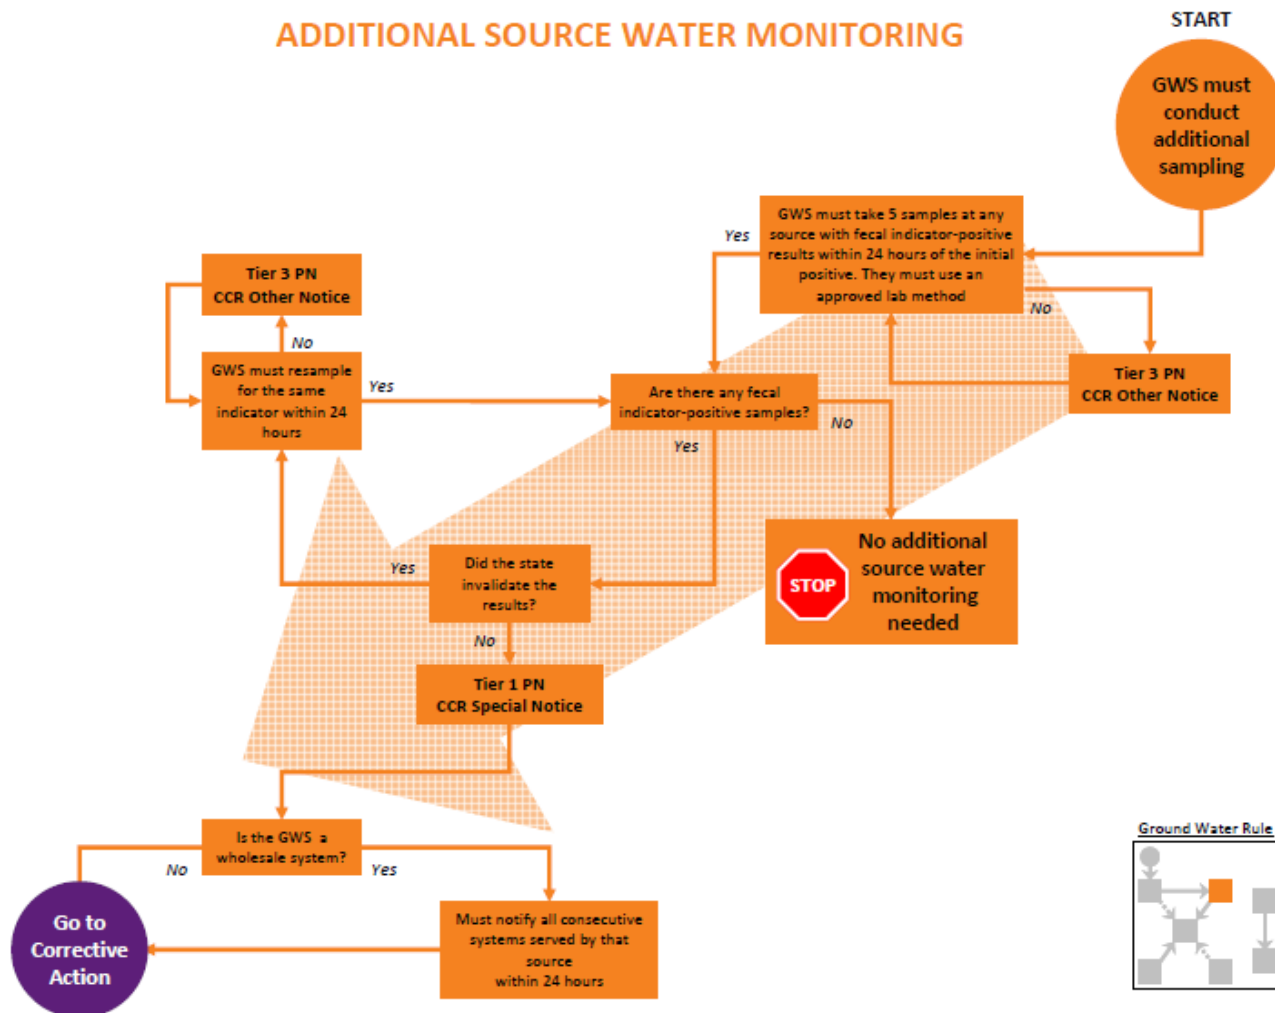 ADDITIONAL SOURCE WATER MONITORING
START
GWS must
conduct
additional
sampling
GWS must take 5 samples at any
source with fecal indicator-positive
results within 24 hours of the initial
positive. They must use an
approved lab method
Yes
No
Tier 3 PN
CCR Other Notice
Tier 3 PN
CCR Other Notice
No
GWS must resample
for the same
indicator within 24
hours
Yes
Are there any fecal
indicator-positive samples?
No
Yes
STOP
No additional
source water
monitoring
needed
Did the state
invalidate the
results?
Yes
No
Tier 1 PN
CCR Special Notice
Is the GWS a
wholesale system?
No
Yes
Must notify all consecutive
systems served by that
source
within 24 hours
Go to
Corrective
Action
Ground Water Rule